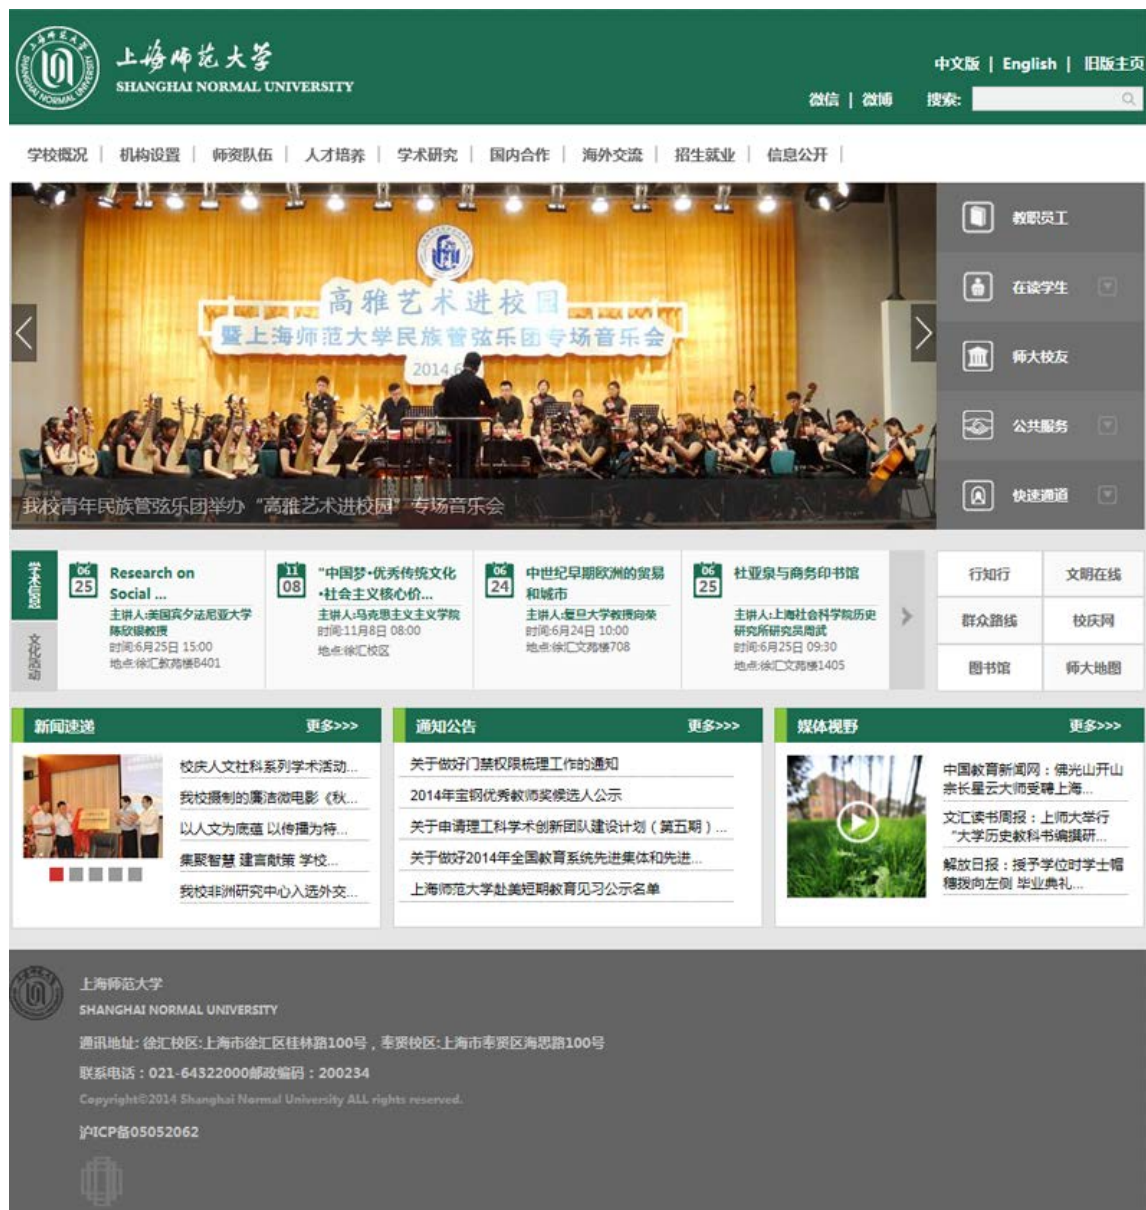 上海师范大学
SHANGHAI NORMAL UNIVERSITY
中文版 | English | 旧版主页
微信 | 微博 搜索:
学校概况 | 机构设置 | 师资队伍 | 人才培养 | 学术研究 | 国内合作 | 海外交流 | 招生就业 | 信息公开 |
高雅艺术进校园
暨上海师范大学民族管弦乐团专场音乐会
2014.6
我校青年民族管弦乐团举办“高雅艺术进校园”专场音乐会
教职员工
在读学生
师大校友
公共服务
快速通道
学术信息
文化活动
06
25
Research on
Social ...
主讲人:美国宾夕法尼亚大学
陈欣银教授
时间:6月25日 15:00
地点:徐汇教苑楼B401
11
08
"中国梦•优秀传统文化
•社会主义核心价...
主讲人:马克思主义主义学院
时间:11月8日 08:00
地点:徐汇校区
06
24
中世纪早期欧洲的贸易
和城市
主讲人:复旦大学教授向荣
时间:6月24日 10:00
地点:徐汇文苑楼708
06
25
杜亚泉与商务印书馆
主讲人:上海社会科学院历史
研究所研究员周武
时间:6月25日 09:30
地点:徐汇文苑楼1405
行知行 文明在线
群众路线 校庆网
图书馆 师大地图
新闻速递 更多>>>
校庆人文社科系列学术活动...
我校摄制的廉洁微电影《秋...
以人文为底蕴 以传播为特...
集聚智慧 建言献策 学校...
我校非洲研究中心入选外交...
通知公告 更多>>>
关于做好门禁权限梳理工作的通知
2014年宝钢优秀教师奖候选人公示
关于申请理工科学术创新团队建设计划（第五期）...
关于做好2014年全国教育系统先进集体和先进...
上海师范大学赴美短期教育见习公示名单
媒体视野 更多>>>
中国教育新闻网：佛光山开山
宗长星云大师受聘上海...
文汇读书周报：上师大举行
“大学历史教科书编撰研...
解放日报：授予学位时学士帽
穗拨向左侧 毕业典礼...
上海师范大学
SHANGHAI NORMAL UNIVERSITY
通讯地址: 徐汇校区:上海市徐汇区桂林路100号，奉贤校区:上海市奉贤区海思路100号
联系电话：021-64322000邮政编码：200234
Copyright©2014 Shanghai Normal University ALL rights reserved.
沪ICP备05052062